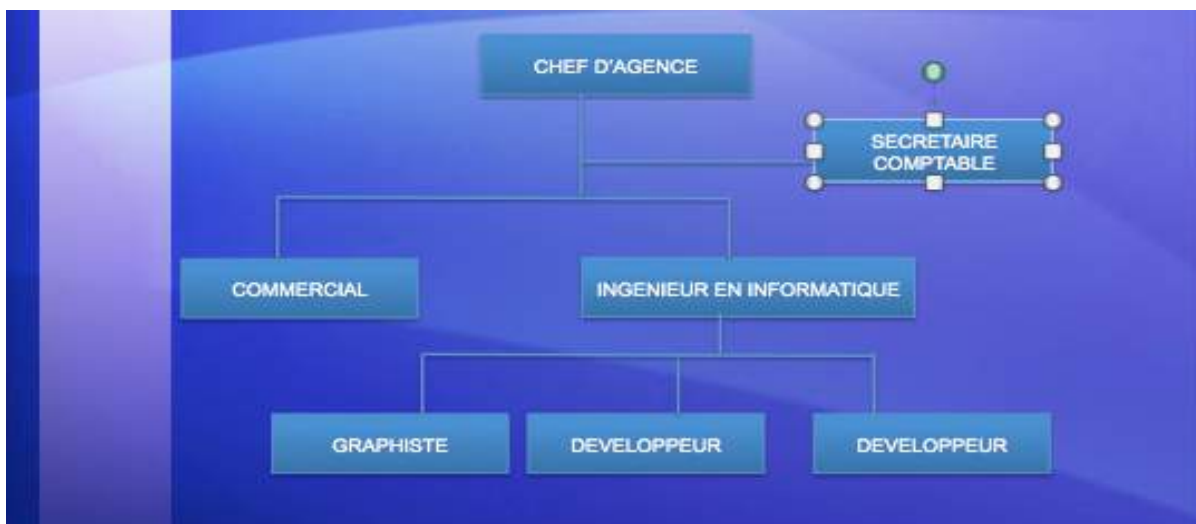 CHEF D'AGENCE
SECRETAIRE
COMPTABLE
COMMERCIAL
INGENIEUR EN INFORMATIQUE
GRAPHISTE
DEVELOPPEUR
DEVELOPPEUR